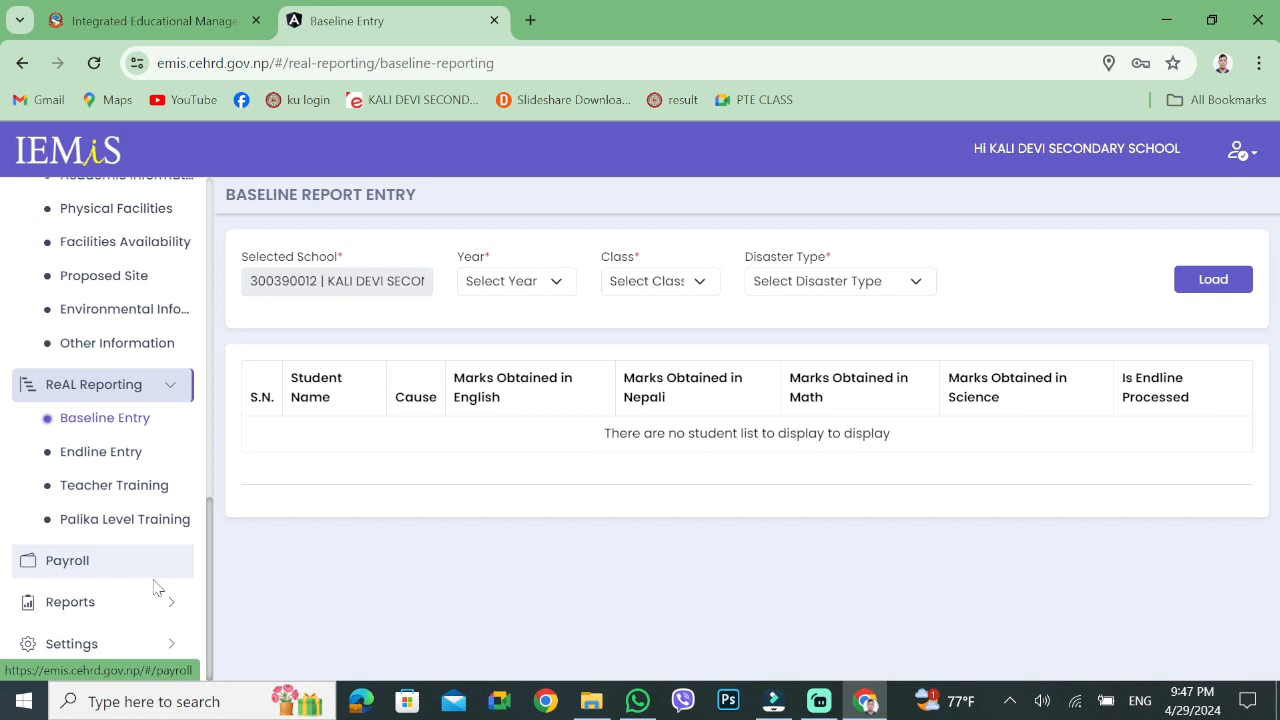 Integrated Educational Manage
Baseline Entry
emis.cehrd.gov.np/#/real-reporting/baseline-reporting
Gmail Maps YouTube ku login KALI DEVI SECOND... Slideshare Downloa... result PTE CLASS All Bookmarks
IEMiS
Hi KALI DEVI SECONDARY SCHOOL
Academic Informat...
Physical Facilities
Facilities Availability
Proposed Site
Environmental Info...
Other Information
ReAL Reporting
Baseline Entry
Endline Entry
Teacher Training
Palika Level Training
Payroll
Reports
Settings
https://emis.cehrd.gov.np/#/payroll
BASELINE REPORT ENTRY
Selected School* Year* Class* Disaster Type*
300390012 | KALI DEVI SECON Select Year Select Class Select Disaster Type Load
S.N. Student Name Cause Marks Obtained in English Marks Obtained in Nepali Marks Obtained in Math Marks Obtained in Science Is Endline Processed
There are no student list to display to display
Type here to search
Ps
1
77°F
ENG
9:47 PM
4/29/2024